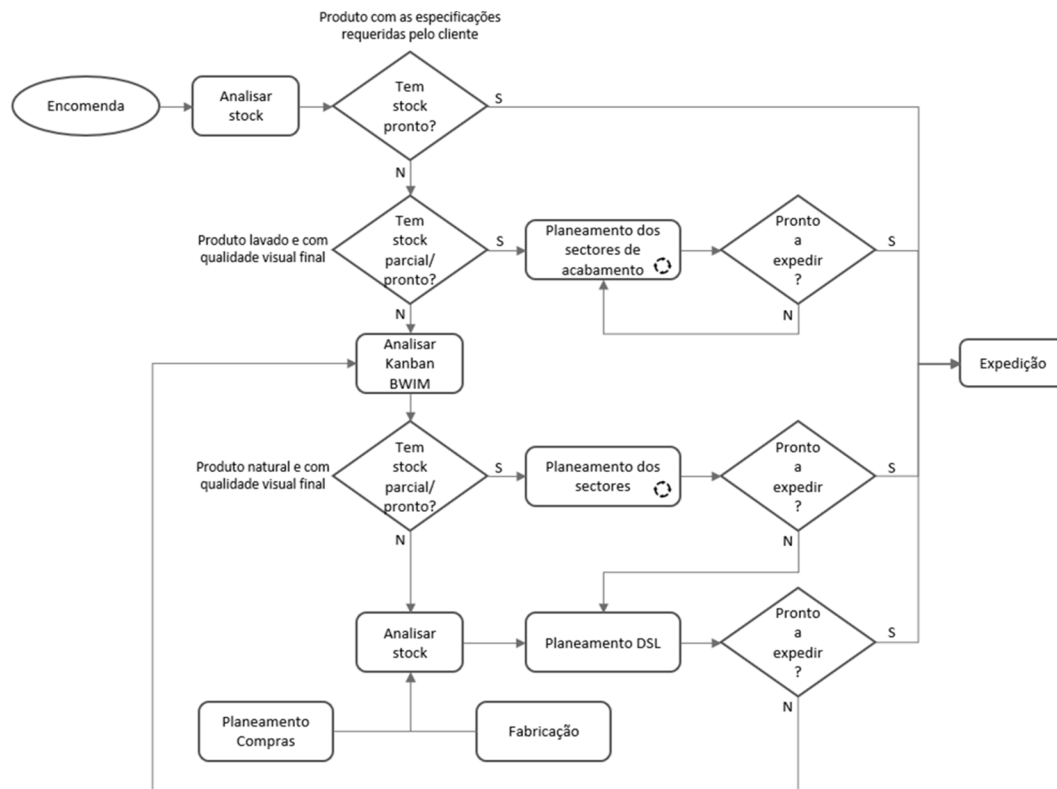 Produto com as especificações
requeridas pelo cliente
Encomenda
Analisar
stock
Tem
stock
pronto?
S
N
Produto lavado e com
qualidade visual final
Tem
stock
parcial/
pronto?
S
Planeamento dos
sectores de
acabamento
Pronto
a
expedir
?
S
N
N
Analisar
Kanban
BWIM
Expedição
Produto natural e com
qualidade visual final
Tem
stock
parcial/
pronto?
S
Planeamento dos
sectores
Pronto
a
expedir
?
S
N
N
Analisar
stock
Planeamento DSL
Pronto
a
expedir
?
S
N
Planeamento
Compras
Fabricação